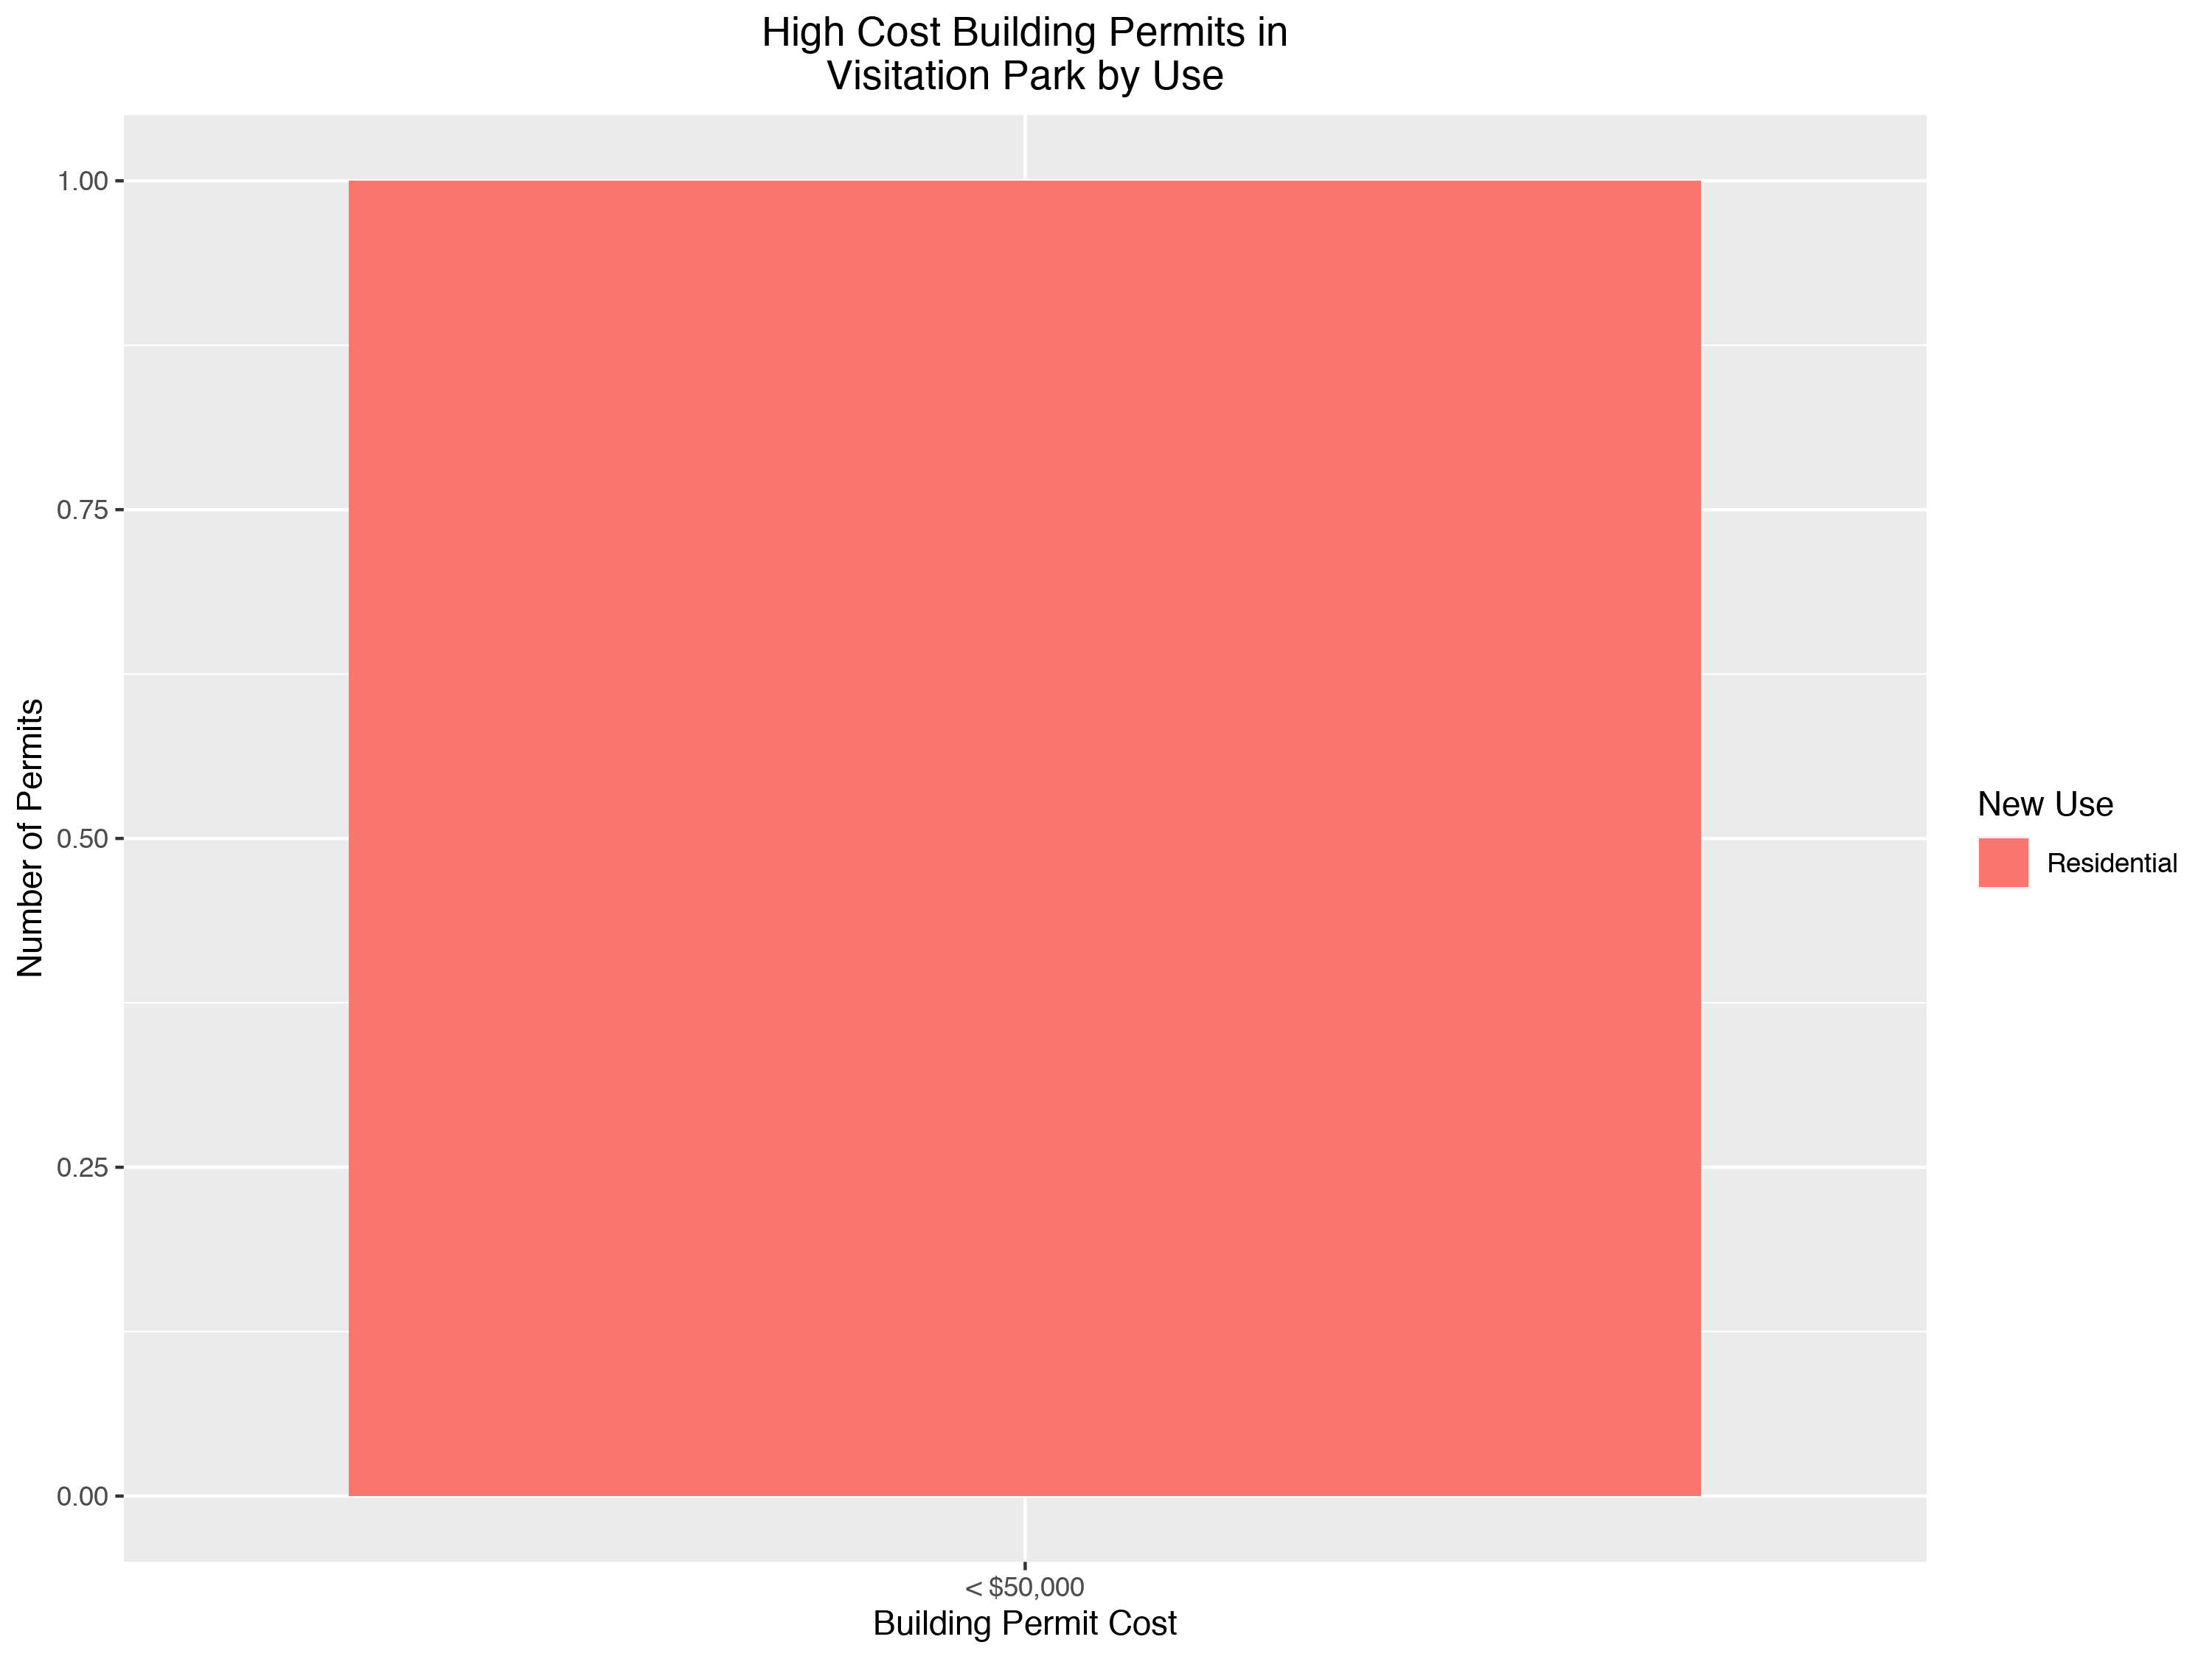 High Cost Building Permits in
Visitation Park by Use
1.00
0.75
0.50
0.25
0.00
Number of Permits
< $50,000
Building Permit Cost
New Use
Residential